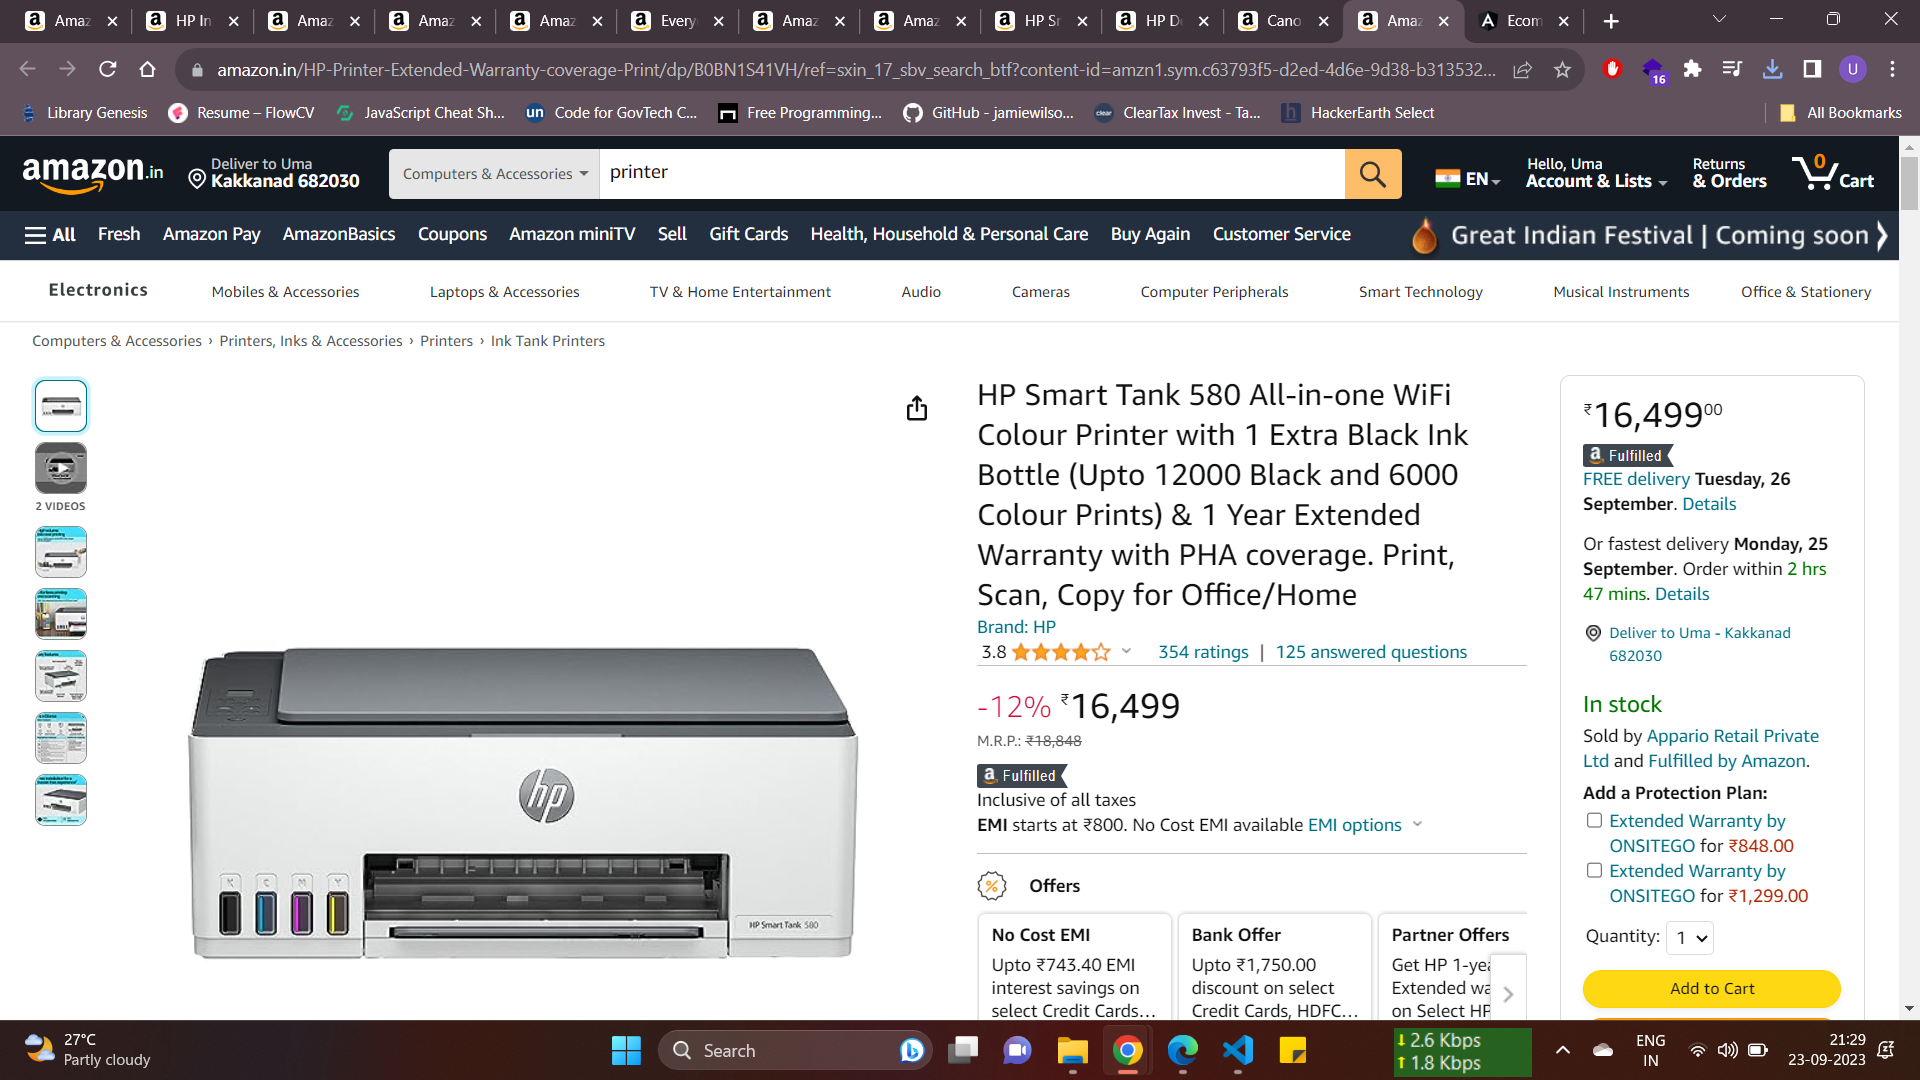 Amaz
HP In
Amaz
Amaz
Amaz
Every
Amaz
Amaz
HP Sr
HP De
Cano
Amaz
Ecom
amazon.in/HP-Printer-Extended-Warranty-coverage-Print/dp/B0BN1S41VH/ref=sxin_17_sbv_search_btf?content-id=amzn1.sym.c63793f5-d2ed-4d6e-9d38-b313532...
16
U
Library Genesis
Resume – FlowCV
JavaScript Cheat Sh...
un Code for GovTech C...
Free Programming...
GitHub - jamiewilso...
ClearTax Invest - Ta...
h HackerEarth Select
All Bookmarks
amazon.in
Deliver to Uma
Kakkanad 682030
Computers & Accessories
printer
EN
Hello, Uma
Account & Lists
Returns
& Orders
0
Cart
All
Fresh
Amazon Pay
AmazonBasics
Coupons
Amazon miniTV
Sell
Gift Cards
Health, Household & Personal Care
Buy Again
Customer Service
Great Indian Festival | Coming soon
Electronics
Mobiles & Accessories
Laptops & Accessories
TV & Home Entertainment
Audio
Cameras
Computer Peripherals
Smart Technology
Musical Instruments
Office & Stationery
Computers & Accessories › Printers, Inks & Accessories › Printers › Ink Tank Printers
2 VIDEOS
hp
K C M Y
HP Smart Tank 580
HP Smart Tank 580 All-in-one WiFi
Colour Printer with 1 Extra Black Ink
Bottle (Upto 12000 Black and 6000
Colour Prints) & 1 Year Extended
Warranty with PHA coverage. Print,
Scan, Copy for Office/Home
Brand: HP
3.8
354 ratings | 125 answered questions
-12% ₹16,499
M.R.P.: ₹18,848
a Fulfilled
Inclusive of all taxes
EMI starts at ₹800. No Cost EMI available EMI options
% Offers
No Cost EMI
Upto ₹743.40 EMI
interest savings on
select Credit Cards...
Bank Offer
Upto ₹1,750.00
discount on select
Credit Cards, HDFC...
Partner Offers
Get HP 1-yea
Extended wa
on Select HP
₹16,499 00
a Fulfilled
FREE delivery Tuesday, 26
September. Details
Or fastest delivery Monday, 25
September. Order within 2 hrs
47 mins. Details
Deliver to Uma - Kakkanad
682030
In stock
Sold by Appario Retail Private
Ltd and Fulfilled by Amazon.
Add a Protection Plan:
Extended Warranty by
ONSITEGO for ₹848.00
Extended Warranty by
ONSITEGO for ₹1,299.00
Quantity: 1
Add to Cart
27°C
Partly cloudy
Search
2.6 Kbps
1.8 Kbps
ENG
IN
21:29
23-09-2023